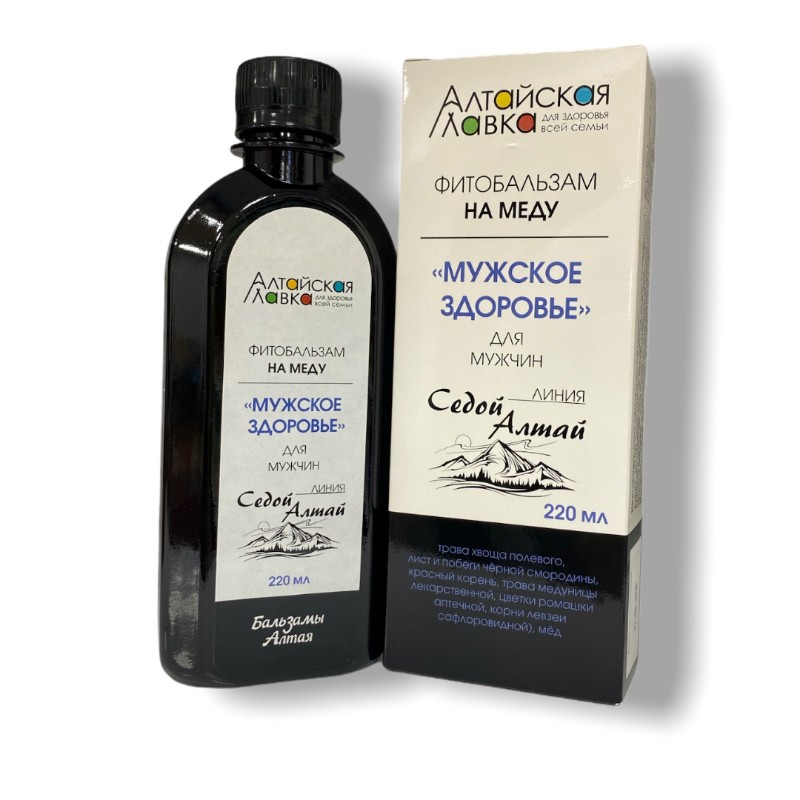 Алтайская
Лавка
для здоровья
всей семьи
ФИТОБАЛЬЗАМ
НА МЕДУ
«МУЖСКОЕ
ЗДОРОВЬЕ»
ДЛЯ
МУЖЧИН
ЛИНИЯ
Седой
Алтай
220 мл
Бальзамы
Алтая
Алтайская
Лавка
для здоровья
всей семьи
ФИТОБАЛЬЗАМ
НА МЕДУ
«МУЖСКОЕ
ЗДОРОВЬЕ»
ДЛЯ
МУЖЧИН
ЛИНИЯ
Седой
Алтай
220 мл
трава хвоща полевого,
лист и побеги чёрной смородины,
красный корень, трава медуницы
лекарственной, цветки ромашки
аптечной, корни левзеи
сафлоровидной), мёд